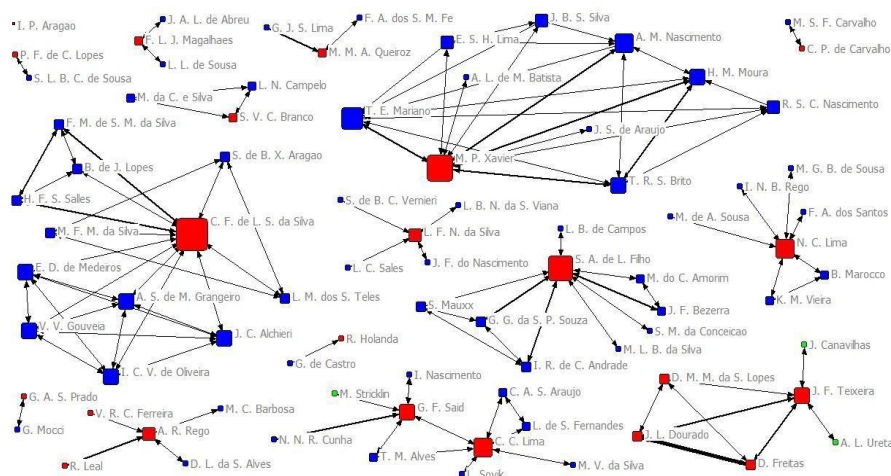 I. P. Aragao
J. A. L. de Abreu
F. L. J. Magalhaes
L. L. de Sousa
P. F. de C. Lopes
S. L. B. C. de Sousa
G. J. S. Lima
F. A. dos S. M. Fe
M. M. A. Queiroz
J. B. S. Silva
E. S. H. Lima
A. M. Nascimento
M. S. F. Carvalho
C. P. de Carvalho
A. L. de M. Batista
H. M. Moura
L. N. Campelo
M. da C. e Silva
S. V. C. Branco
T. E. Mariano
R. S. C. Nascimento
J. S. de Araujo
M. P. Xavier
T. R. S. Brito
F. M. de S. M. da Silva
B. de J. Lopes
S. de B. X. Aragao
H. F. S. Salles
C. F. de L. S. da Silva
M. F. M. da Silva
E. D. de Medeiros
A. S. de M. Grangeiro
L. M. dos S. Teles
V. V. Gouveia
J. C. Alchieri
I. C. V. de Oliveira
S. de B. C. Vernieri
L. B. N. da S. Viana
L. F. N. da Silva
L. C. Sales
J. F. do Nascimento
L. B. de Campos
S. A. de L. Filho
M. do C. Amorim
S. Mauxx
J. F. Bezerra
G. G. da S. P. Souza
S. M. da Conceicao
M. L. B. da Silva
I. R. de C. Andrade
M. G. B. de Sousa
I. N. B. Rego
M. de A. Sousa
F. A. dos Santos
N. C. Lima
B. Marocco
K. M. Vieira
R. Holanda
G. de Castro
G. A. S. Prado
G. Mocci
V. R. C. Ferreira
M. C. Barbosa
A. R. Rego
R. Leal
D. L. da S. Alves
I. Nascimento
M. Stricklin
G. F. Said
C. A. S. Araujo
N. N. R. Cunha
L. de S. Fernandes
T. M. Alves
C. C. Lima
M. V. da Silva
J. Canavilhas
D. M. M. da S. Lopes
J. F. Teixeira
J. L. Dourado
D. Freitas
A. L. Ureta